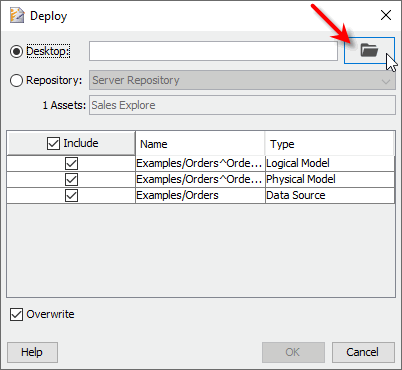 Deploy
Desktop:
Repository: Server Repository
1 Assets: Sales Explore
Include Name Type
Examples/Orders^Orde... Logical Model
Examples/Orders^Orde... Physical Model
Examples/Orders Data Source
Overwrite
Help OK Cancel